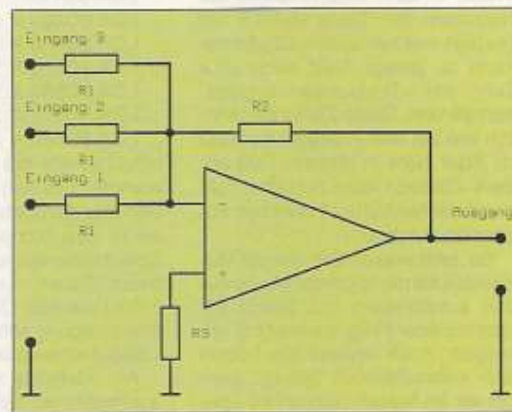 Eingang 3
R1
R2
Eingang 2
R1
Eingang 1
R1
-
Ausgang
+
R3